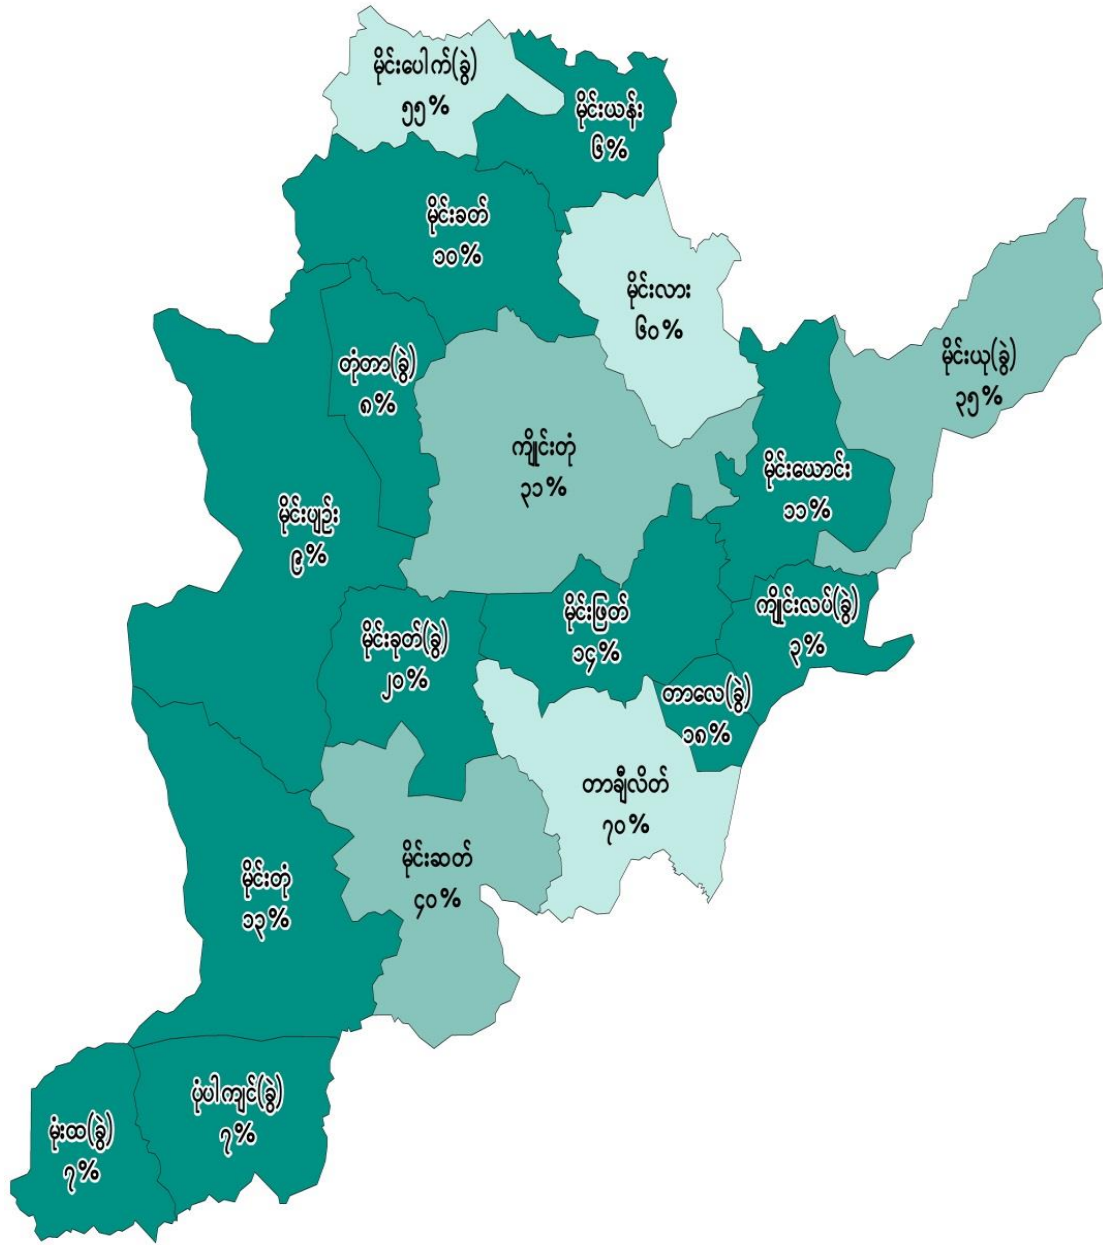 မိုင်းပေါက်(ခွဲ)
၅၅%
မိုင်းယန်း
၆%
မိုင်းခတ်
၁၀%
မိုင်းလား
၆၀%
မိုင်းယု(ခွဲ)
၃၅%
တုံတာ(ခွဲ)
၈%
ကျိုင်းတုံ
၃၁%
မိုင်းယောင်း
၁၁%
မိုင်းပျဉ်း
၉%
ကျိုင်းလပ်(ခွဲ)
၃%
မိုင်းဖြတ်
၁၄%
မိုင်းခုတ်(ခွဲ)
၂၀%
တာလေ(ခွဲ)
၁၈%
တာချီလိတ်
၇၀%
မိုင်းဆတ်
၄၀%
မိုင်းတုံ
၁၃%
ပုံပါကျင်(ခွဲ)
၇%
မုံးထ(ခွဲ)
၇%